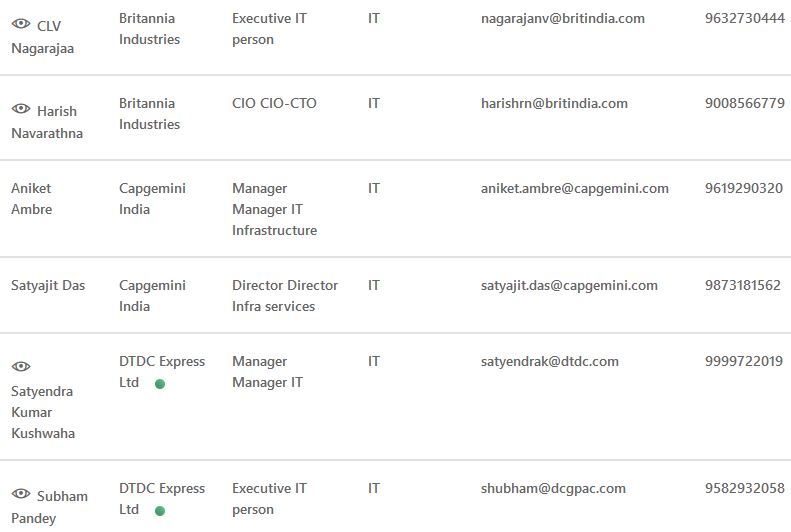 CLV Nagarajaa Britannia Industries Executive IT person IT nagarajanv@britindia.com 9632730444
Harish Navarathna Britannia Industries CIO CIO-CTO IT harishrn@britindia.com 9008566779
Aniket Ambre Capgemini India Manager Manager IT Infrastructure IT aniket.ambre@capgemini.com 9619290320
Satyajit Das Capgemini India Director Director Infra services IT satyajit.das@capgemini.com 9873181562
Satyendra Kumar Kushwaha DTDC Express Ltd Manager Manager IT IT satyendrak@dtdc.com 9999722019
Subham Pandey DTDC Express Ltd Executive IT person IT shubham@dcgpac.com 9582932058